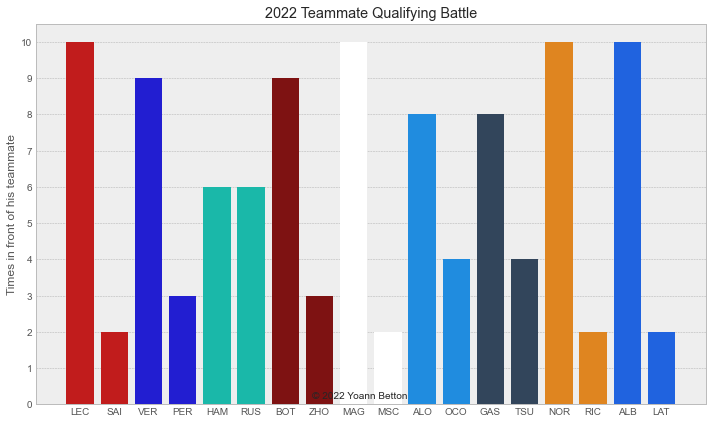 2022 Teammate Qualifying Battle
Times in front of his teammate
10
9
8
7
6
5
4
3
2
1
0
© 2022 Yoann Betton
LEC SAI VER PER HAM RUS BOT ZHO MAG MSC ALO OCO GAS TSU NOR RIC ALB LAT